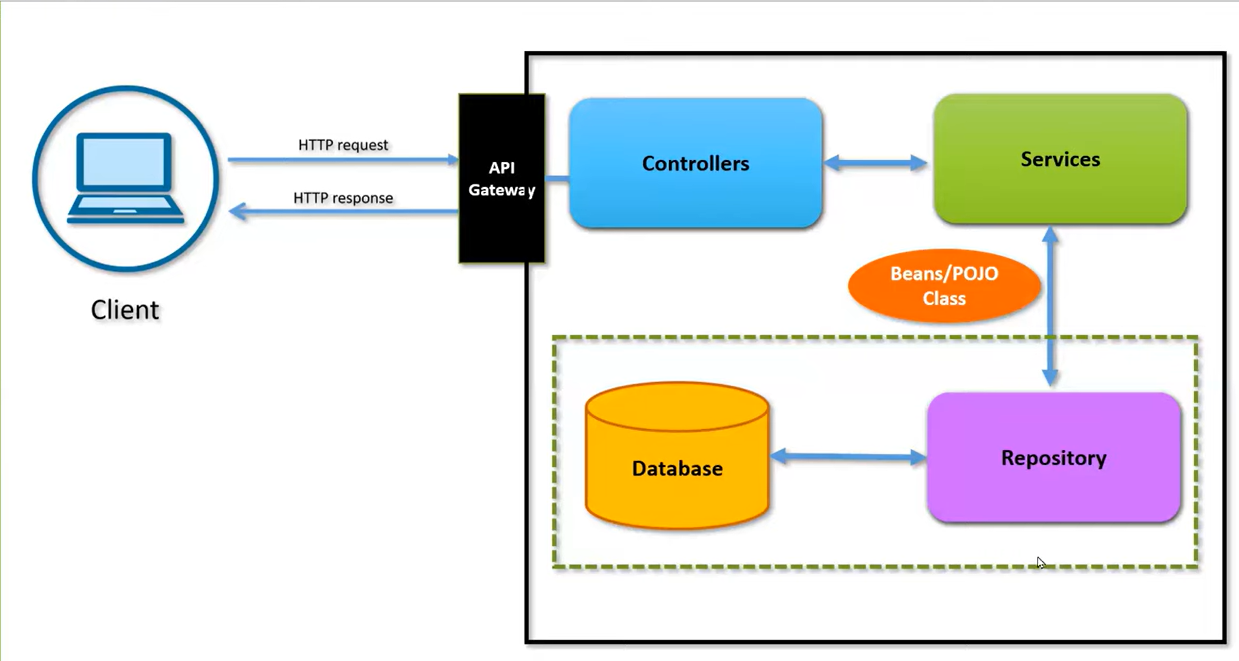 HTTP request
HTTP response
Client
API
Gateway
Controllers
Services
Beans/POJO
Class
Database
Repository